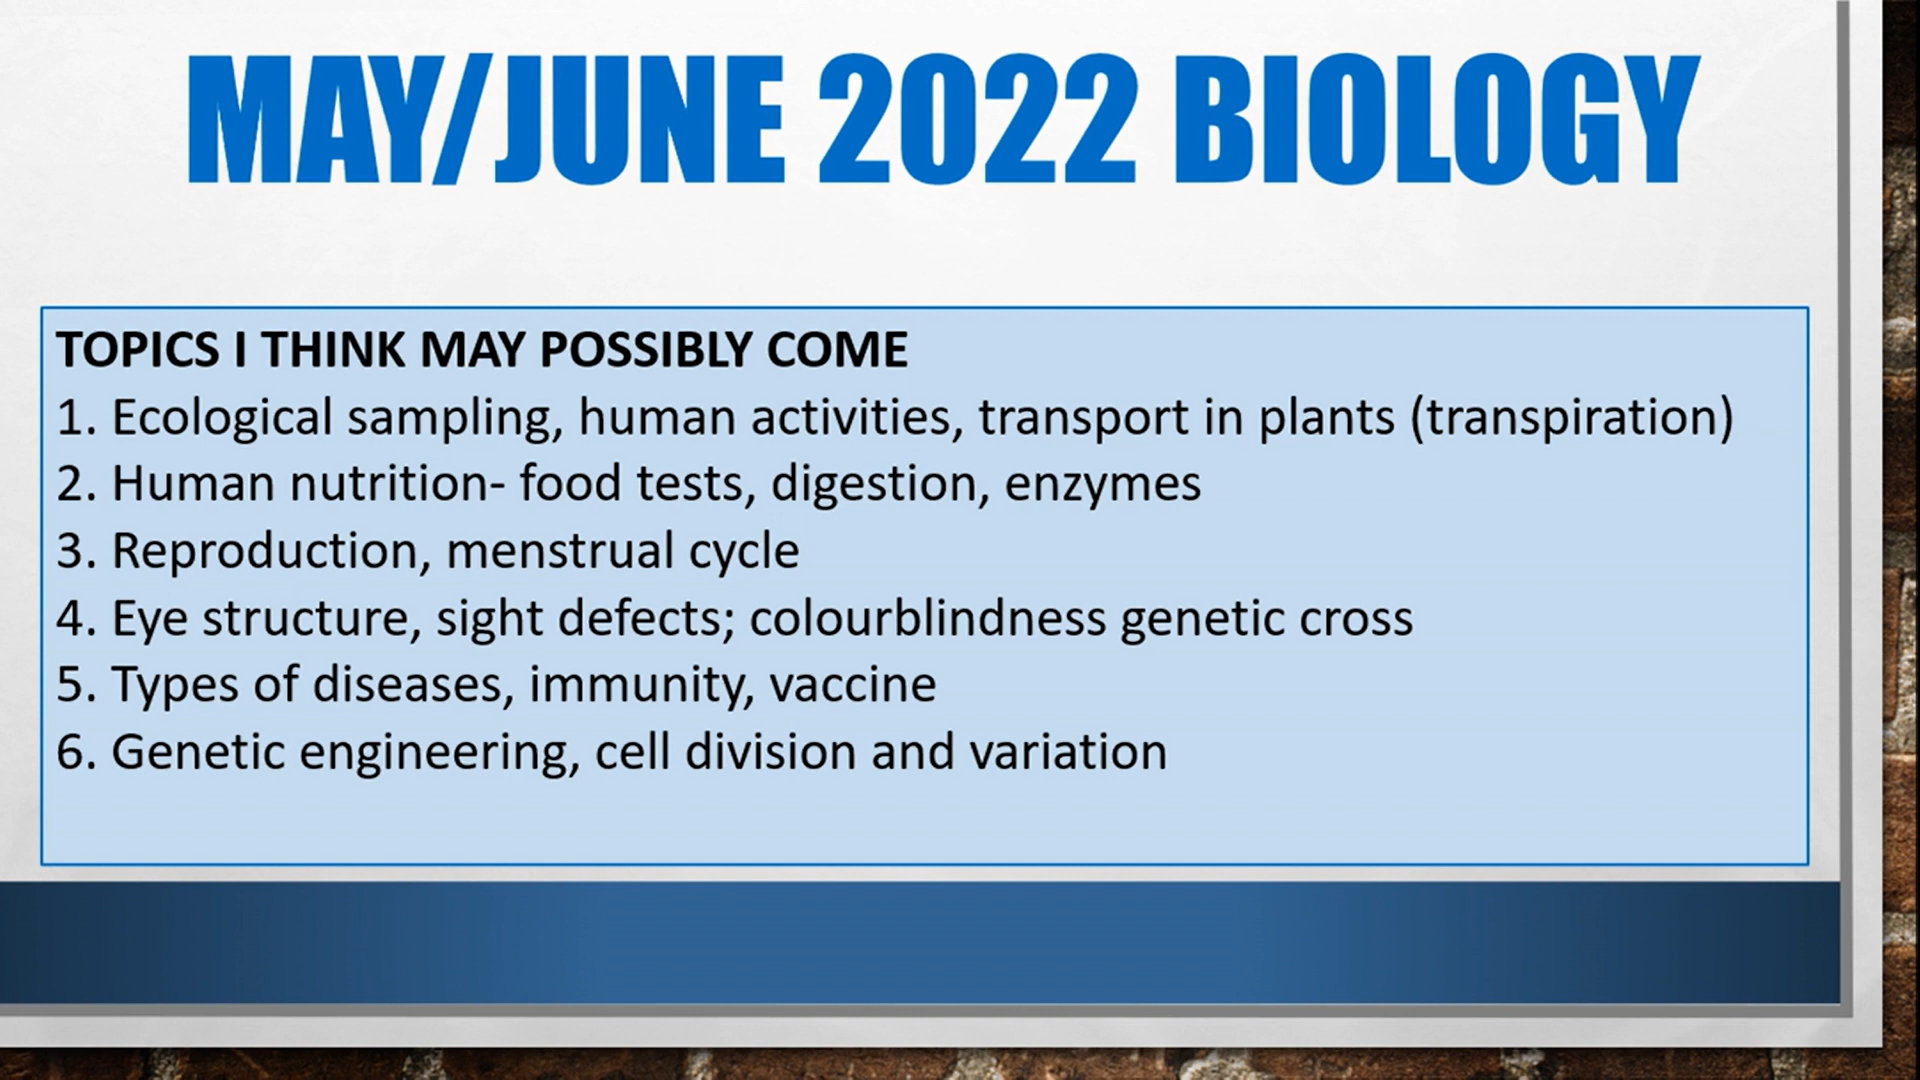 MAY/JUNE 2022 BIOLOGY
TOPICS I THINK MAY POSSIBLY COME
1. Ecological sampling, human activities, transport in plants (transpiration)
2. Human nutrition- food tests, digestion, enzymes
3. Reproduction, menstrual cycle
4. Eye structure, sight defects; colourblindness genetic cross
5. Types of diseases, immunity, vaccine
6. Genetic engineering, cell division and variation